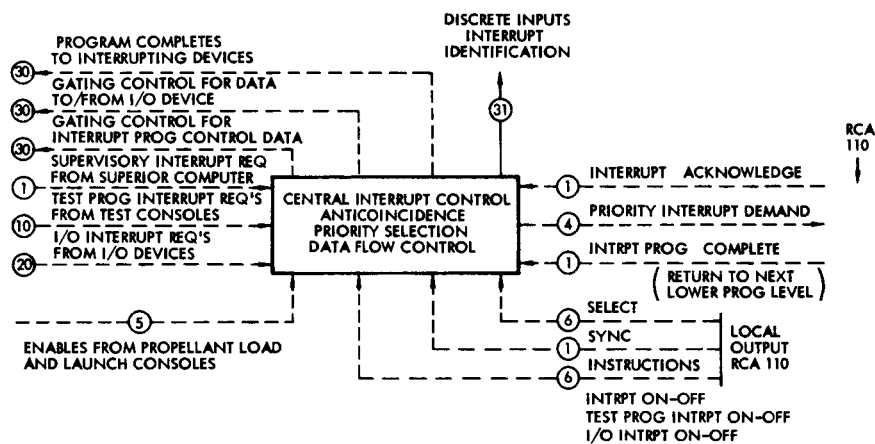 DISCRETE INPUTS
INTERRUPT
IDENTIFICATION
31
PROGRAM COMPLETES
TO INTERRUPTING DEVICES
30
GATING CONTROL FOR DATA
TO/FROM I/O DEVICE
30
GATING CONTROL FOR
INTERRUPT PROG CONTROL DATA
30
SUPERVISORY INTERRUPT REQ
FROM SUPERIOR COMPUTER
1
TEST PROG INTERRUPT REQ'S
FROM TEST CONSOLES
10
I/O INTERRUPT REQ'S
FROM I/O DEVICES
20
CENTRAL INTERRUPT CONTROL
ANTICOINCIDENCE
PRIORITY SELECTION
DATA FLOW CONTROL
RCA
110
1 INTERRUPT ACKNOWLEDGE
4 PRIORITY INTERRUPT DEMAND
1 INTRPT PROG COMPLETE
(RETURN TO NEXT
LOWER PROG LEVEL)
5
ENABLES FROM PROPELLANT LOAD
AND LAUNCH CONSOLES
6 SELECT
1 SYNC
6 INSTRUCTIONS
LOCAL
OUTPUT
RCA 110
INTRPT ON-OFF
TEST PROG INTRPT ON-OFF
I/O INTRPT ON-OFF